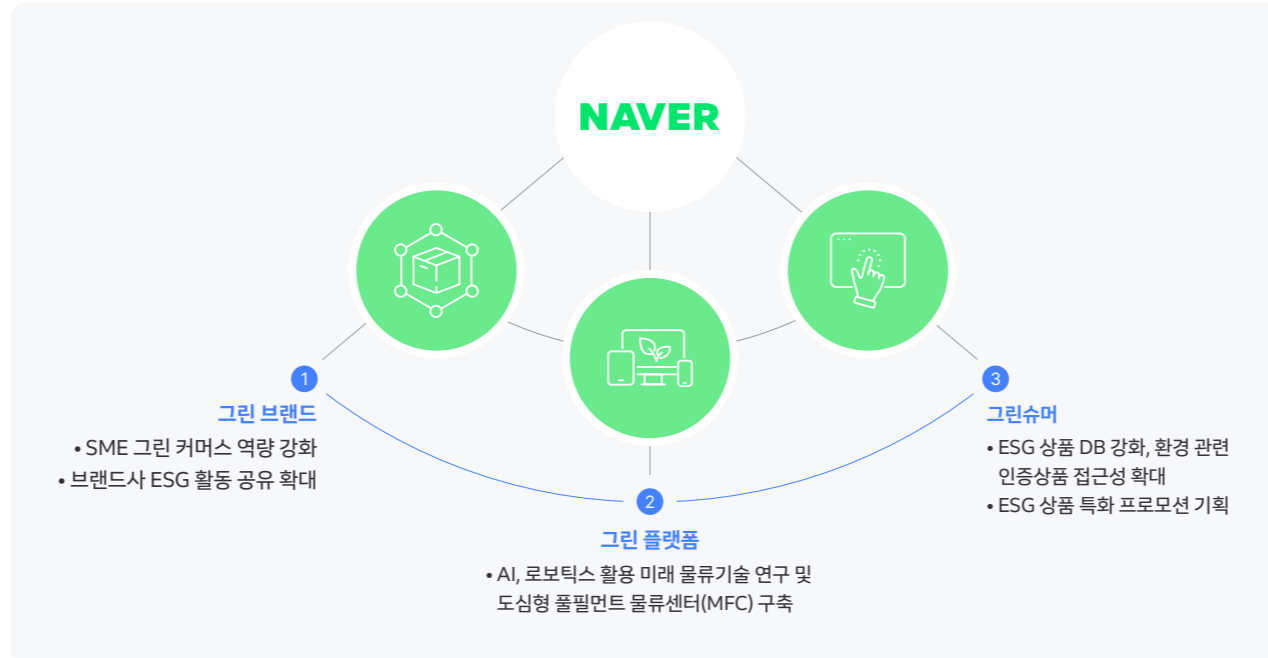 NAVER
1
그린 브랜드
• SME 그린 커머스 역량 강화
• 브랜드사 ESG 활동 공유 확대
2
그린 플랫폼
• AI, 로보틱스 활용 미래 물류기술 연구 및
도심형 풀필먼트 물류센터(MFC) 구축
3
그린슈머
• ESG 상품 DB 강화, 환경 관련
인증상품 접근성 확대
• ESG 상품 특화 프로모션 기획